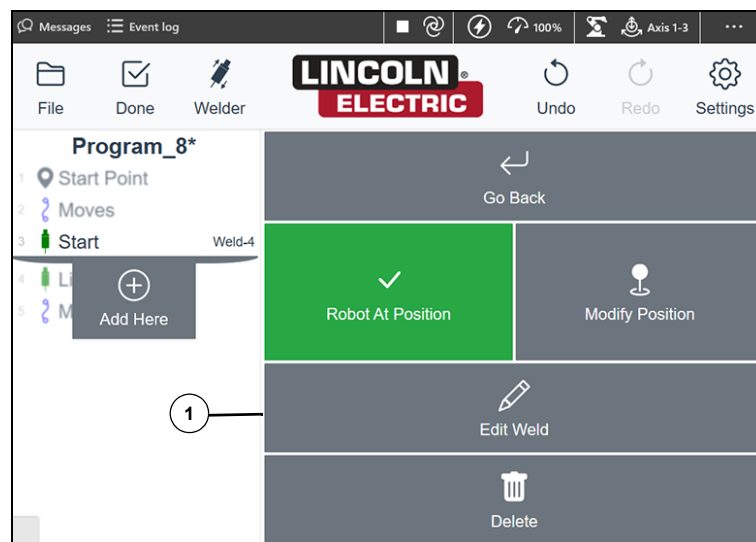 Messages Event log 100% Axis 1-3 ...
LINCOLN®
ELECTRIC
File Done Welder Undo Redo Settings
Program_8*
1 Start Point
2 Moves
3 Start Weld-4
4 Li
5 M
Add Here
Go Back
Robot At Position Modify Position
1
Edit Weld
Delete